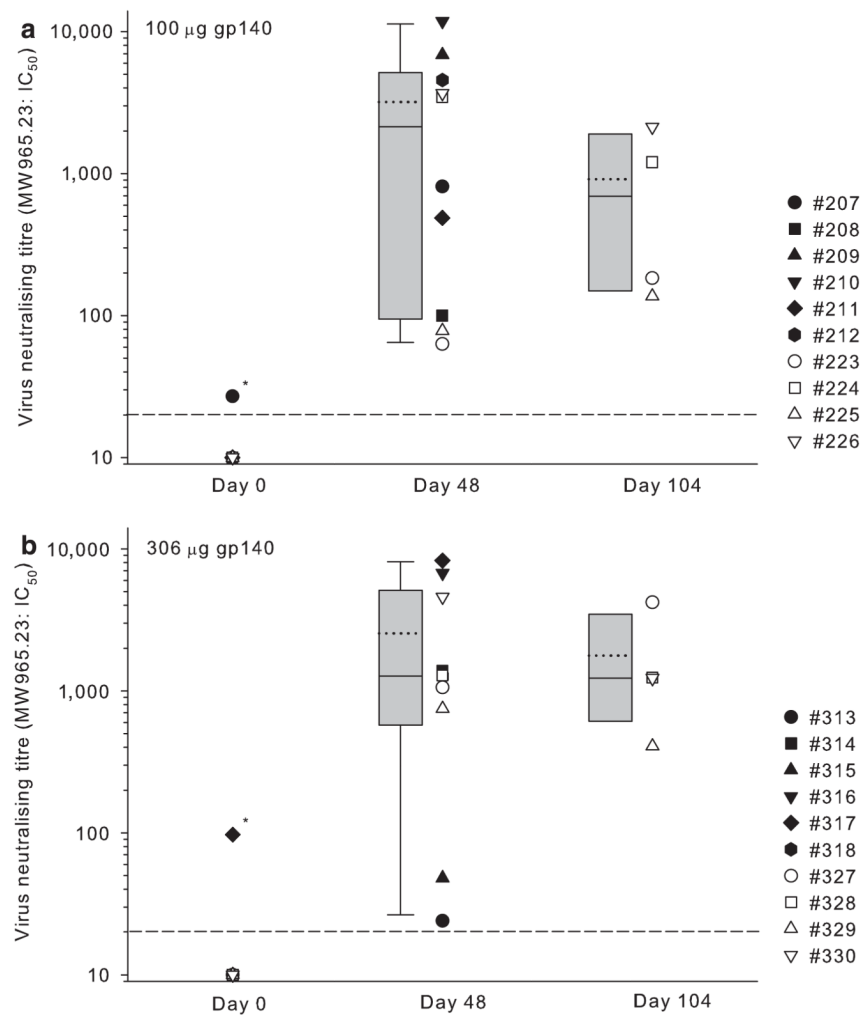 a
100 μg gp140
Virus neutralising titre (MW965.23: IC50)
10,000
1,000
100
10
*
Day 0
Day 48
Day 104
#207
#208
#209
#210
#211
#212
#223
#224
#225
#226
b
306 μg gp140
Virus neutralising titre (MW965.23: IC50)
10,000
1,000
100
10
*
Day 0
Day 48
Day 104
#313
#314
#315
#316
#317
#318
#327
#328
#329
#330